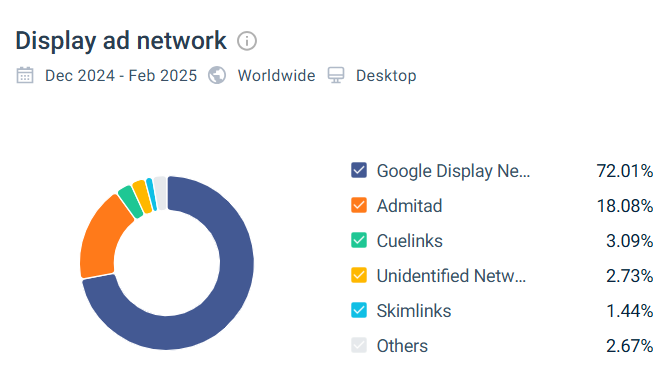 Display ad network
Dec 2024 - Feb 2025 Worldwide Desktop
Google Display Ne... 72.01%
Admitad 18.08%
Cuelinks 3.09%
Unidentified Netw... 2.73%
Skimlinks 1.44%
Others 2.67%